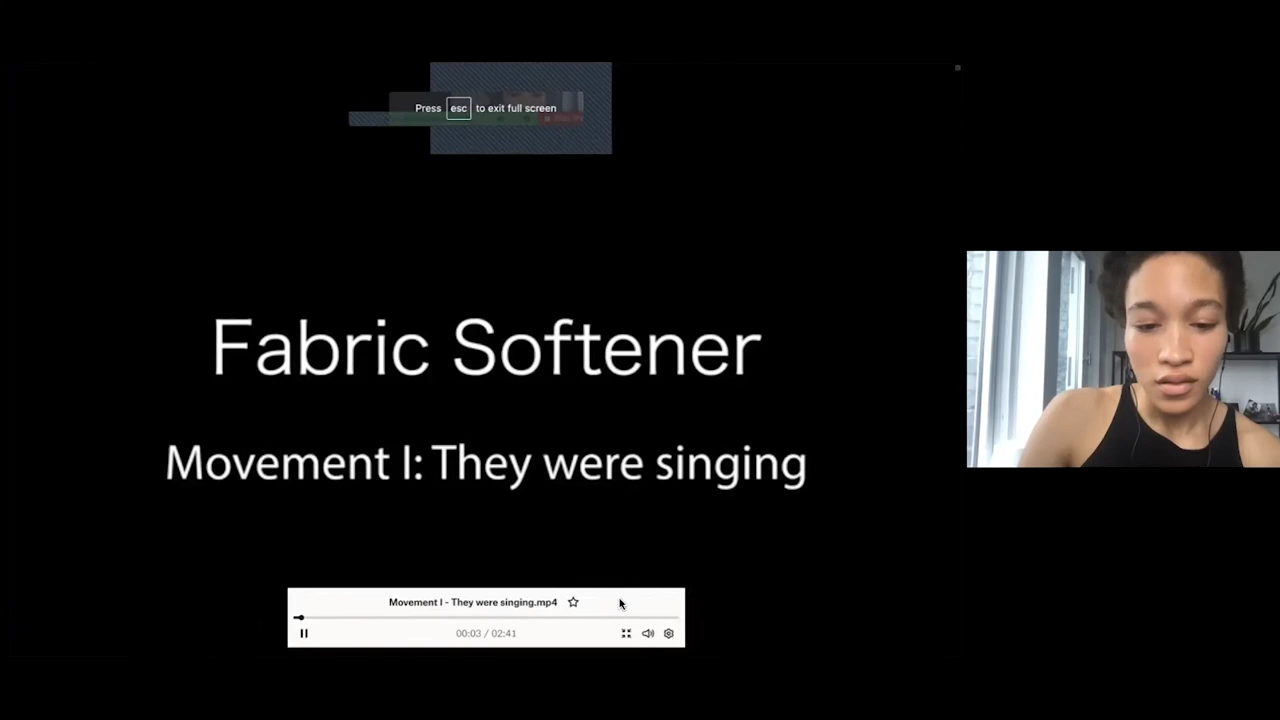 Press esc to exit full screen
Fabric Softener
Movement I: They were singing
Movement I - They were singing.mp4
00:03 / 02:41